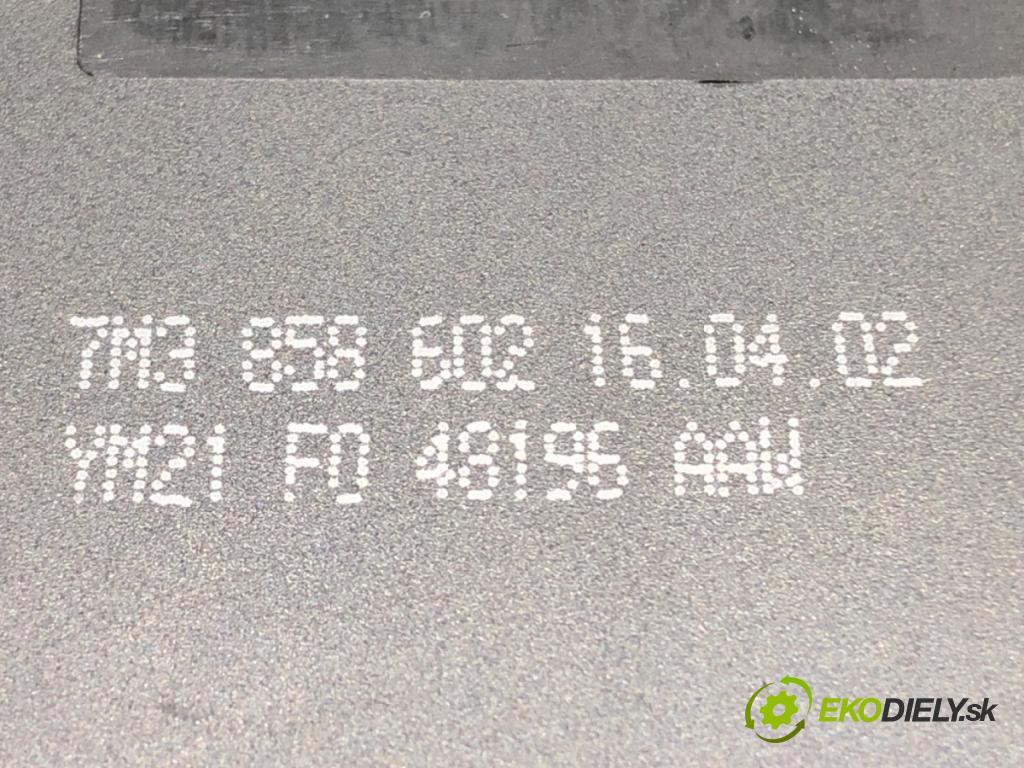 7M3 858 602 16.04.02
YM21 FD 48196 AAW
EKODIELY.sk